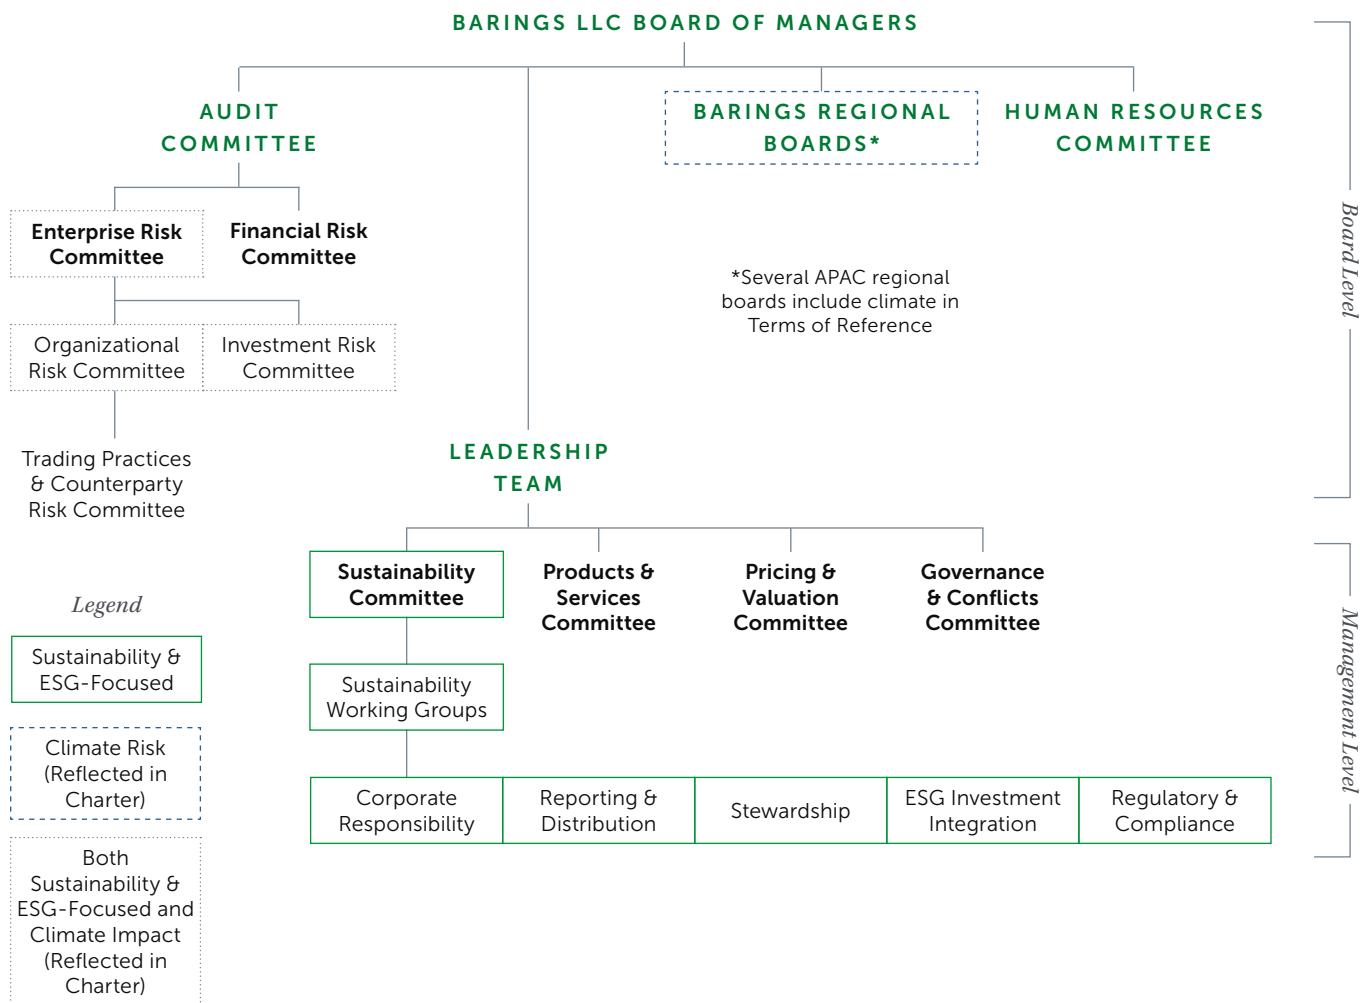 BARINGS LLC BOARD OF MANAGERS
AUDIT
COMMITTEE
BARINGS REGIONAL
BOARDS*
HUMAN RESOURCES
COMMITTEE
Enterprise Risk
Committee
Financial Risk
Committee
*Several APAC regional
boards include climate in
Terms of Reference
Organizational
Risk Committee
Investment Risk
Committee
Trading Practices
& Counterparty
Risk Committee
Board Level
LEADERSHIP
TEAM
Sustainability
Committee
Products &
Services
Committee
Pricing &
Valuation
Committee
Governance
& Conflicts
Committee
Sustainability
Working Groups
Corporate
Responsibility
Reporting &
Distribution
Stewardship
ESG Investment
Integration
Regulatory &
Compliance
Management Level
Legend
Sustainability &
ESG-Focused
Climate Risk
(Reflected in
Charter)
Both
Sustainability &
ESG-Focused and
Climate Impact
(Reflected in
Charter)